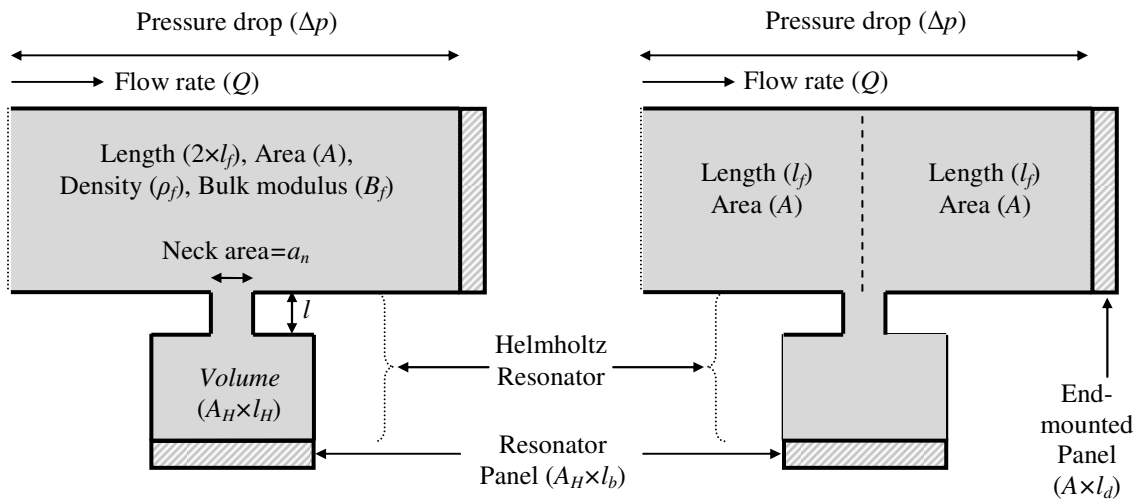 Pressure drop (Δp)
Flow rate (Q)
Length (2×l_f), Area (A),
Density (ρ_f), Bulk modulus (B_f)
Neck area=a_n
l
Volume
(A_H×l_H)
Helmholtz
Resonator
Resonator
Panel (A_H×l_b)
Pressure drop (Δp)
Flow rate (Q)
Length (l_f)
Area (A)
Length (l_f)
Area (A)
End-
mounted
Panel
(A×l_d)